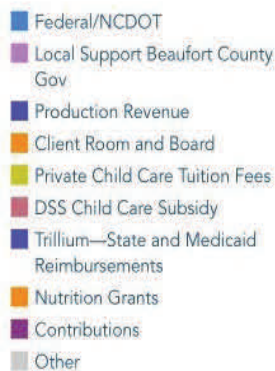 Federal/NCDOT
Local Support Beaufort County
Gov
Production Revenue
Client Room and Board
Private Child Care Tuition Fees
DSS Child Care Subsidy
Trillium—State and Medicaid
Reimbursements
Nutrition Grants
Contributions
Other